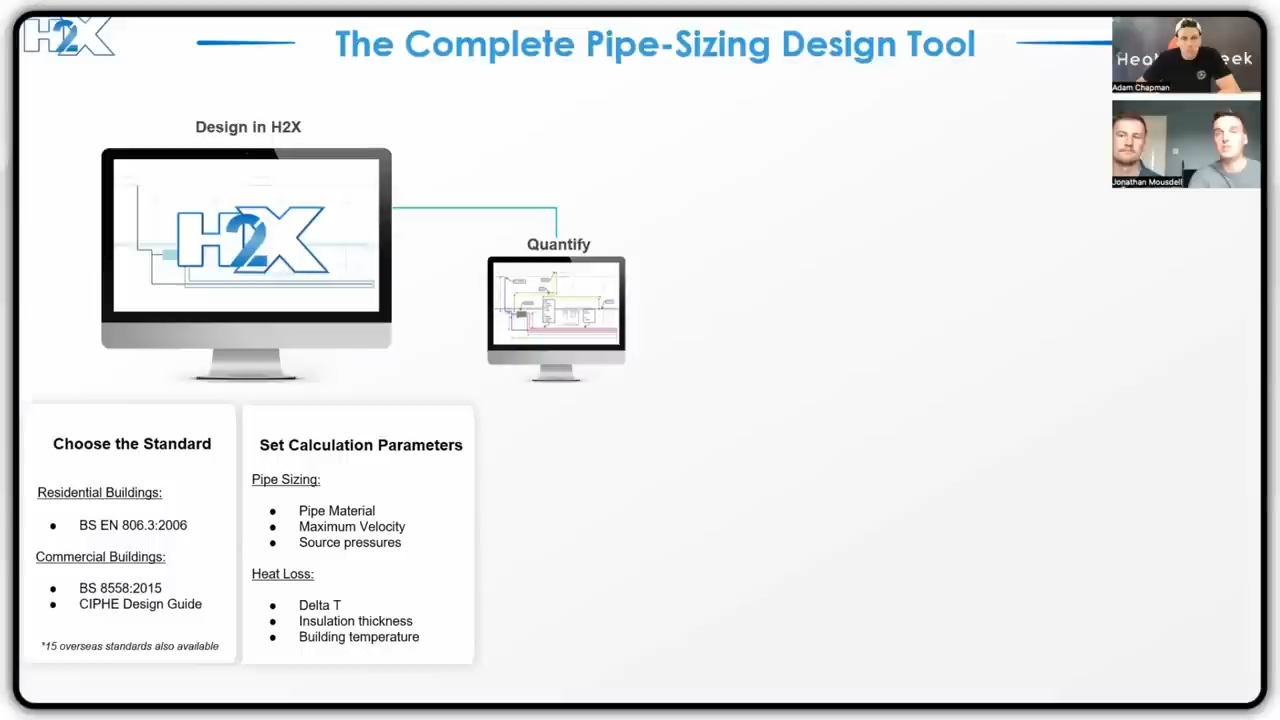 H2X
The Complete Pipe-Sizing Design Tool
Adam Chapman
Jonathan Mousdell
Design in H2X
H2X
Quantify
Choose the Standard
Residential Buildings:
● BS EN 806.3:2006
Commercial Buildings:
● BS 8558:2015
● CIPHE Design Guide
*15 overseas standards also available
Set Calculation Parameters
Pipe Sizing:
● Pipe Material
● Maximum Velocity
● Source pressures
Heat Loss:
● Delta T
● Insulation thickness
● Building temperature